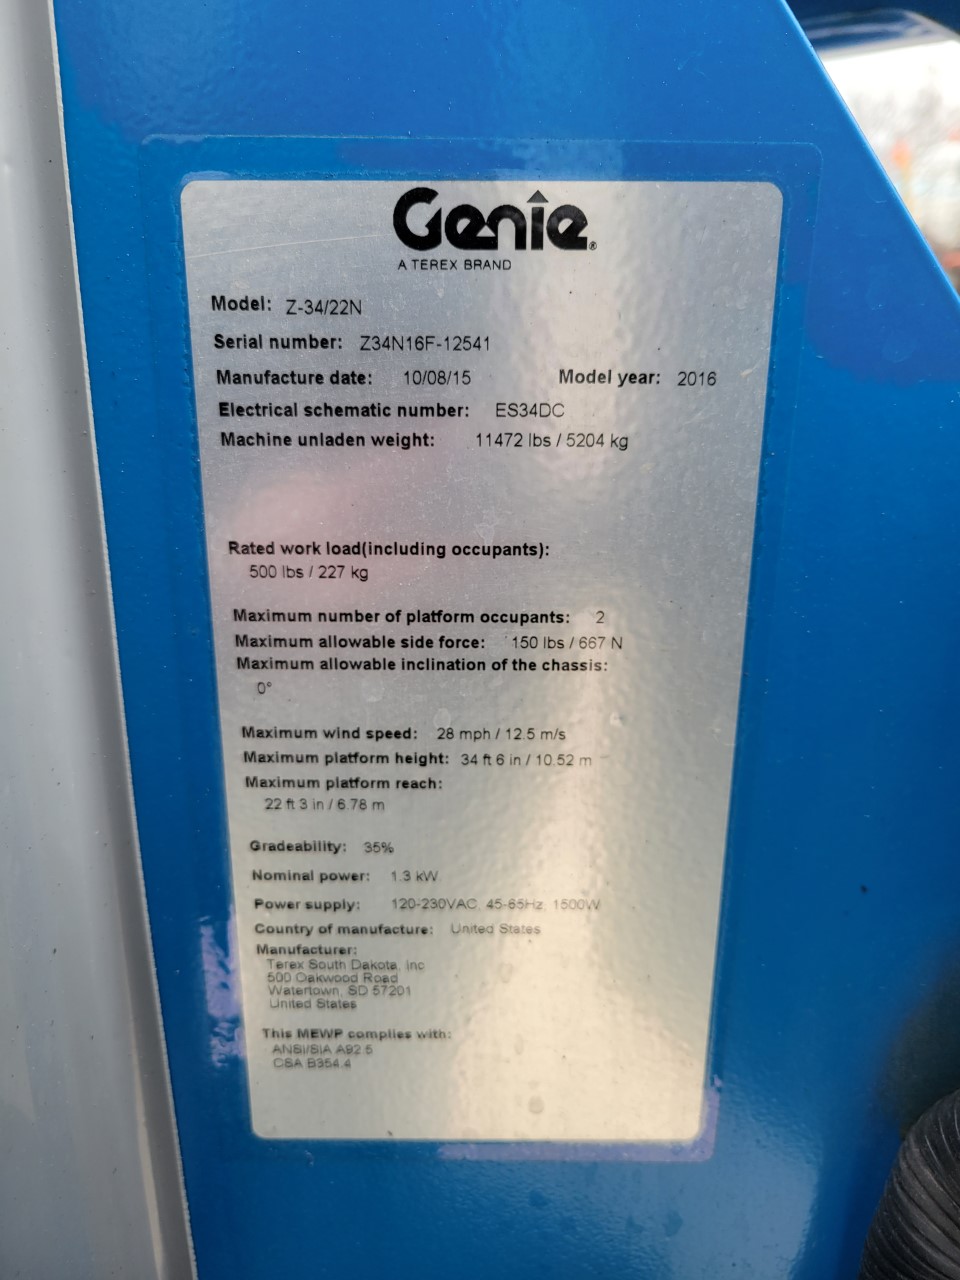 Genie®
A TEREX BRAND
Model: Z-34/22N
Serial number: Z34N16F-12541
Manufacture date: 10/08/15 Model year: 2016
Electrical schematic number: ES34DC
Machine unladen weight: 11472 lbs / 5204 kg
Rated work load(including occupants):
500 lbs / 227 kg
Maximum number of platform occupants: 2
Maximum allowable side force: 150 lbs / 667 N
Maximum allowable inclination of the chassis:
0°
Maximum wind speed: 28 mph / 12.5 m/s
Maximum platform height: 34 ft 6 in / 10.52 m
Maximum platform reach:
22 ft 3 in / 6.78 m
Gradeability: 35%
Nominal power: 1.3 kW
Power supply: 120-230VAC, 45-65Hz, 1500W
Country of manufacture: United States
Manufacturer:
Terex South Dakota, Inc
500 Oakwood Road
Watertown, SD 57201
United States
This MEWP complies with:
ANSI/SIA A92.5
CSA B354.4